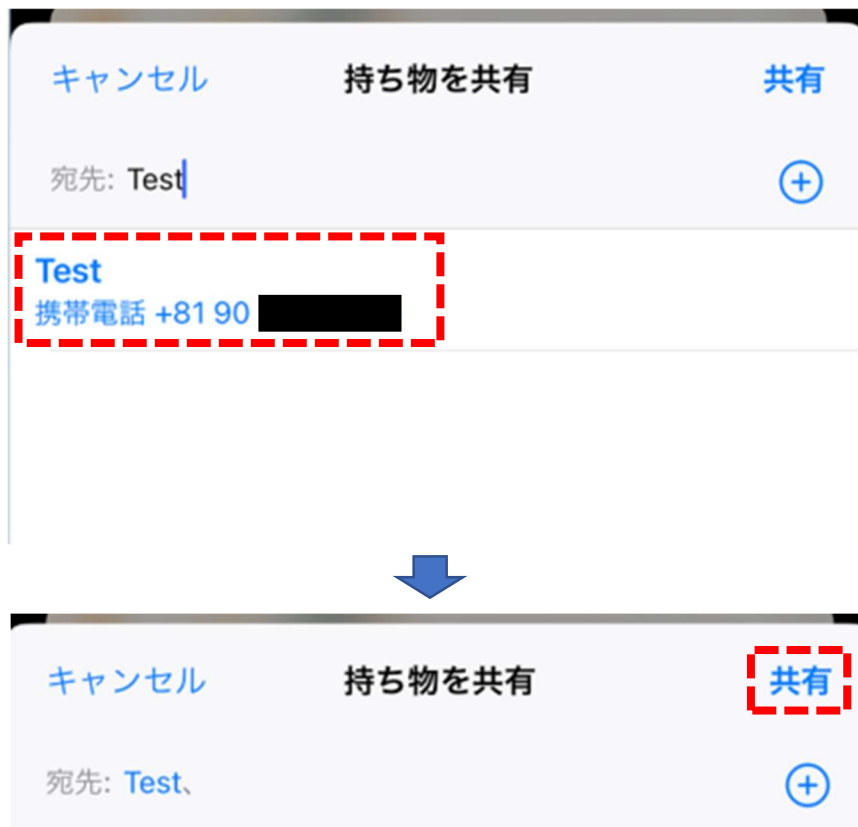 キャンセル 持ち物を共有 共有
宛先: Test
Test
携帯電話 +81 90
キャンセル 持ち物を共有 共有
宛先: Test、